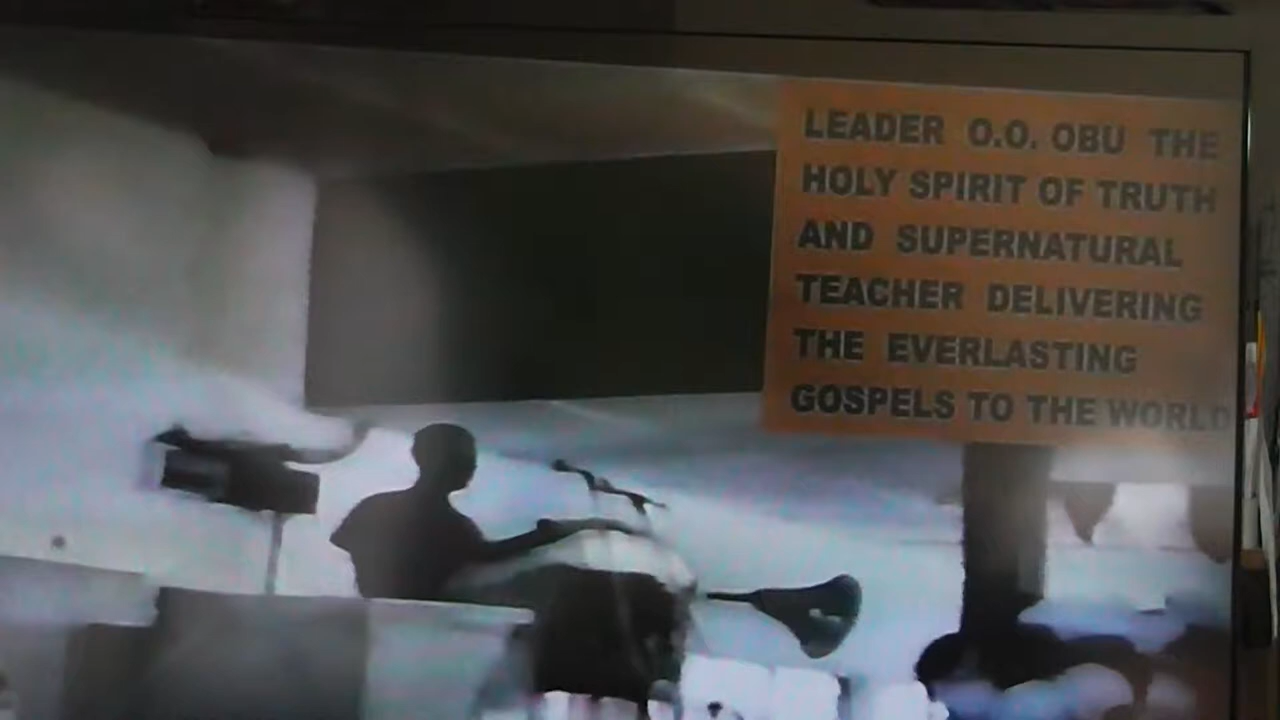 LEADER O.O. OBU THE
HOLY SPIRIT OF TRUTH
AND SUPERNATURAL
TEACHER DELIVERING
THE EVERLASTING
GOSPELS TO THE WORLD